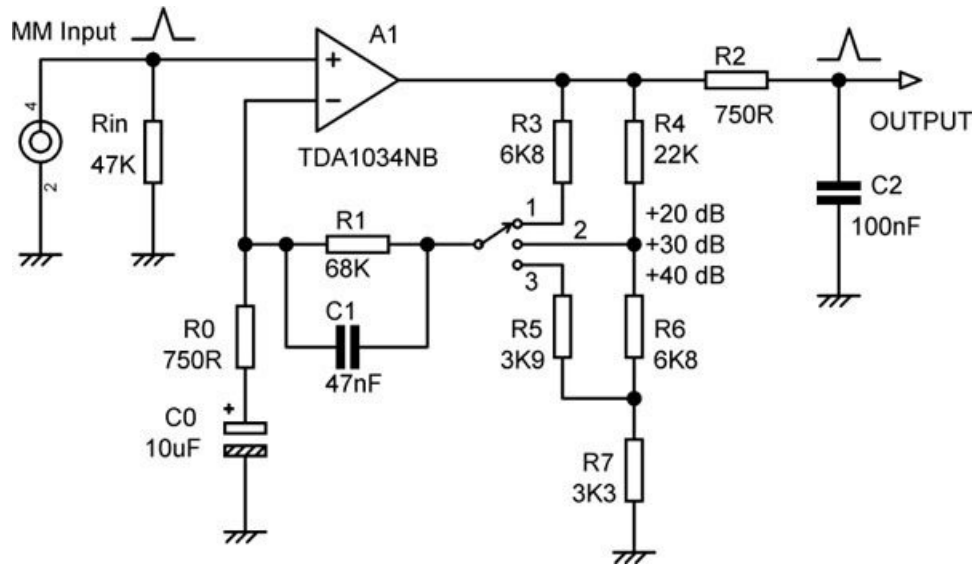 MM Input
A1
+
−
TDA1034NB
4
2
Rin
47K
R2
750R
OUTPUT
C2
100nF
R3
6K8
R4
22K
1
2
3
+20 dB
+30 dB
+40 dB
R1
68K
C1
47nF
R0
750R
+
C0
10uF
R5
3K9
R6
6K8
R7
3K3